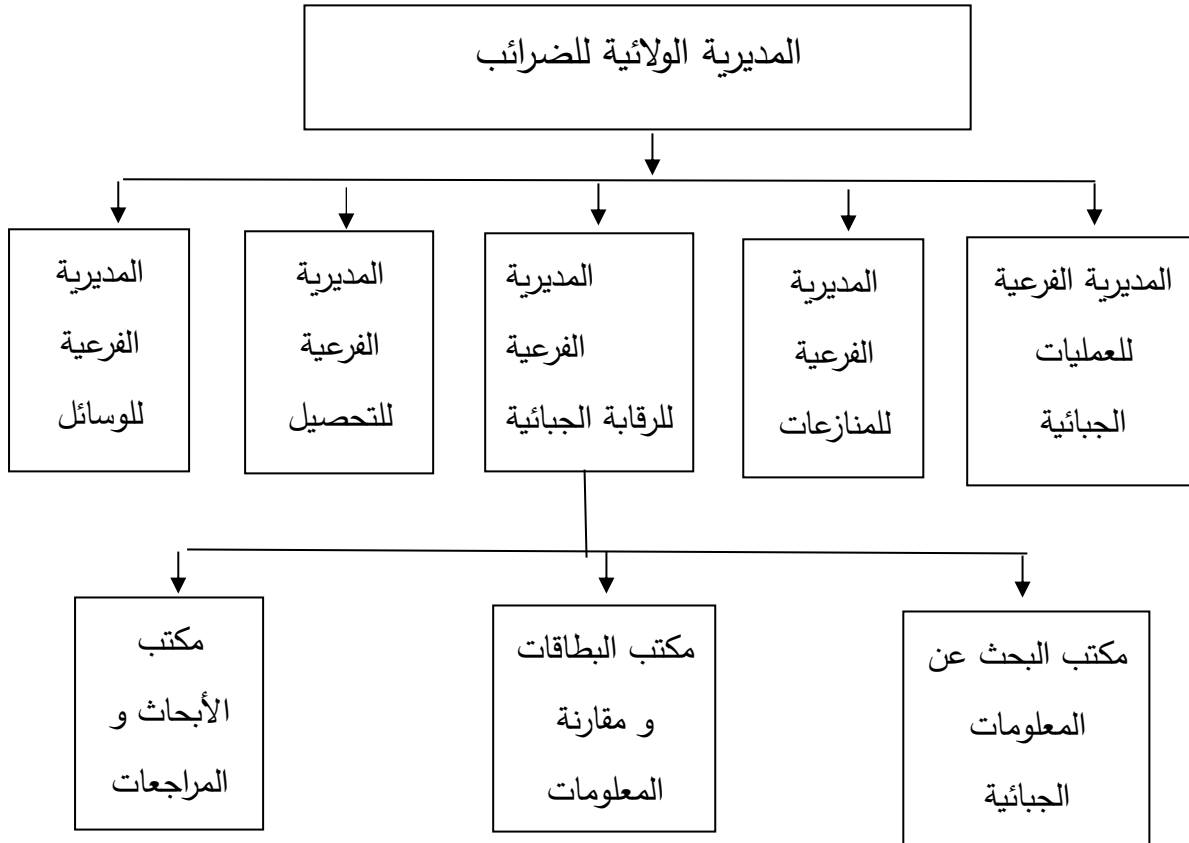 المديرية الولائية للضرائب
المديرية الفرعية
للعمليات
الجبائية
المديرية
الفرعية
للمنازعات
المديرية
الفرعية
للرقابة الجبائية
المديرية
الفرعية
للتحصيل
المديرية
الفرعية
للوسائل
مكتب البحث عن
المعلومات
الجبائية
مكتب البطاقات
و مقارنة
المعلومات
مكتب
الأبحاث و
المراجعات